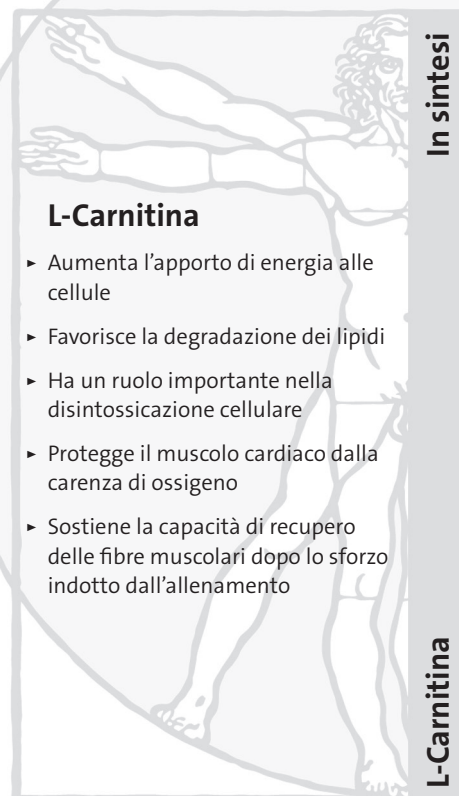 In sintesi
L-Carnitina
► Aumenta l’apporto di energia alle
cellule
► Favorisce la degradazione dei lipidi
► Ha un ruolo importante nella
disintossicazione cellulare
► Protegge il muscolo cardiaco dalla
carenza di ossigeno
► Sostiene la capacità di recupero
delle fibre muscolari dopo lo sforzo
indotto dall’allenamento
L-Carnitina